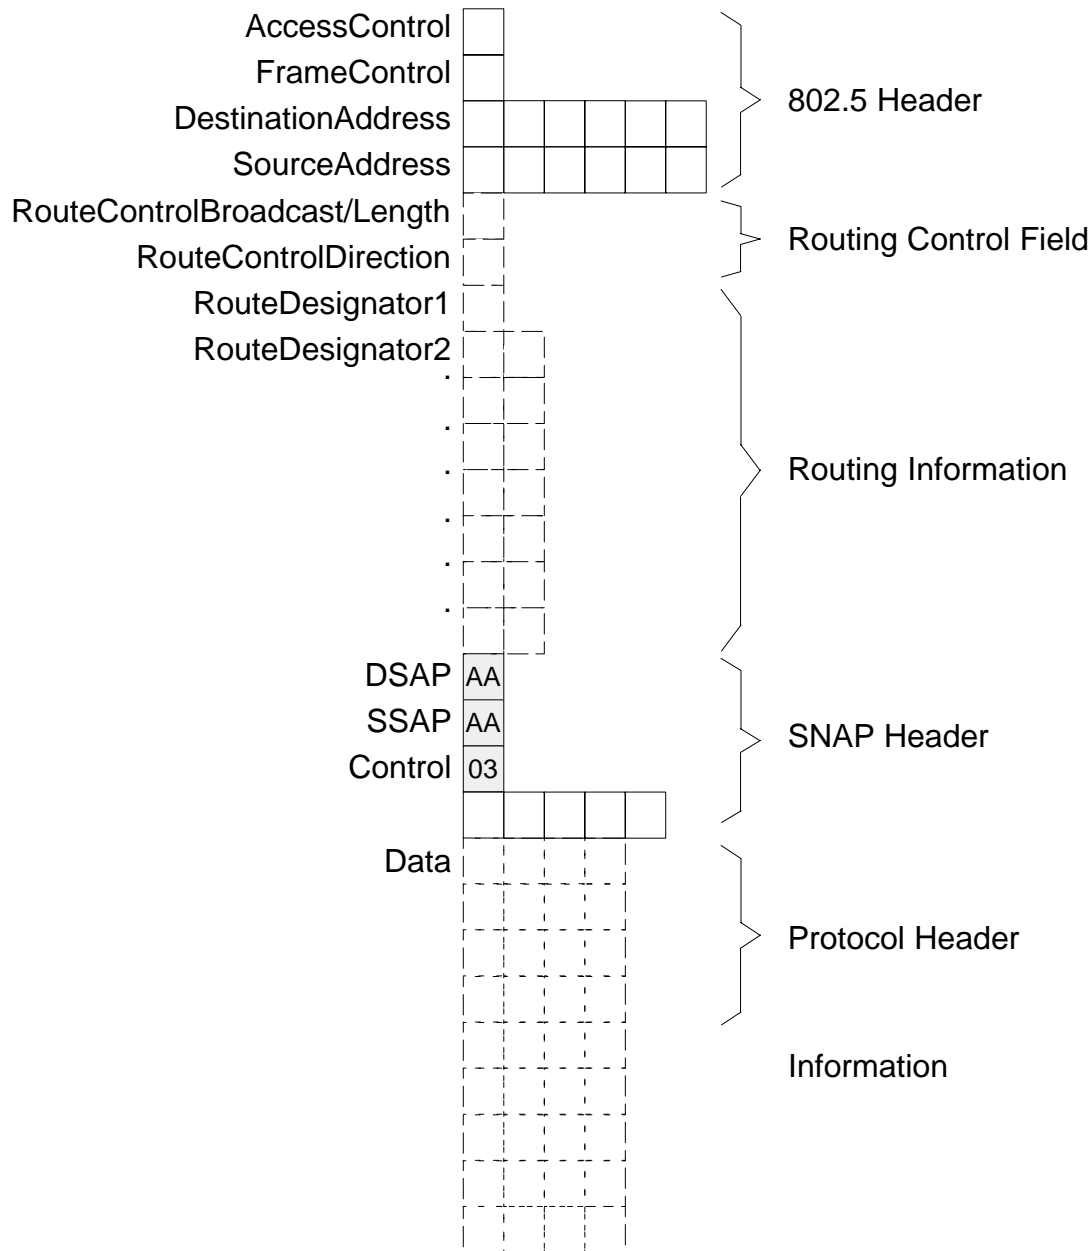 AccessControl
FrameControl
802.5 Header
DestinationAddress
SourceAddress
RouteControlBroadcast/Length
Routing Control Field
RouteControlDirection
RouteDesignator1
RouteDesignator2
.
.
.
Routing Information
.
.
.
DSAP AA
SSAP AA
SNAP Header
Control 03
Data
Protocol Header
Information